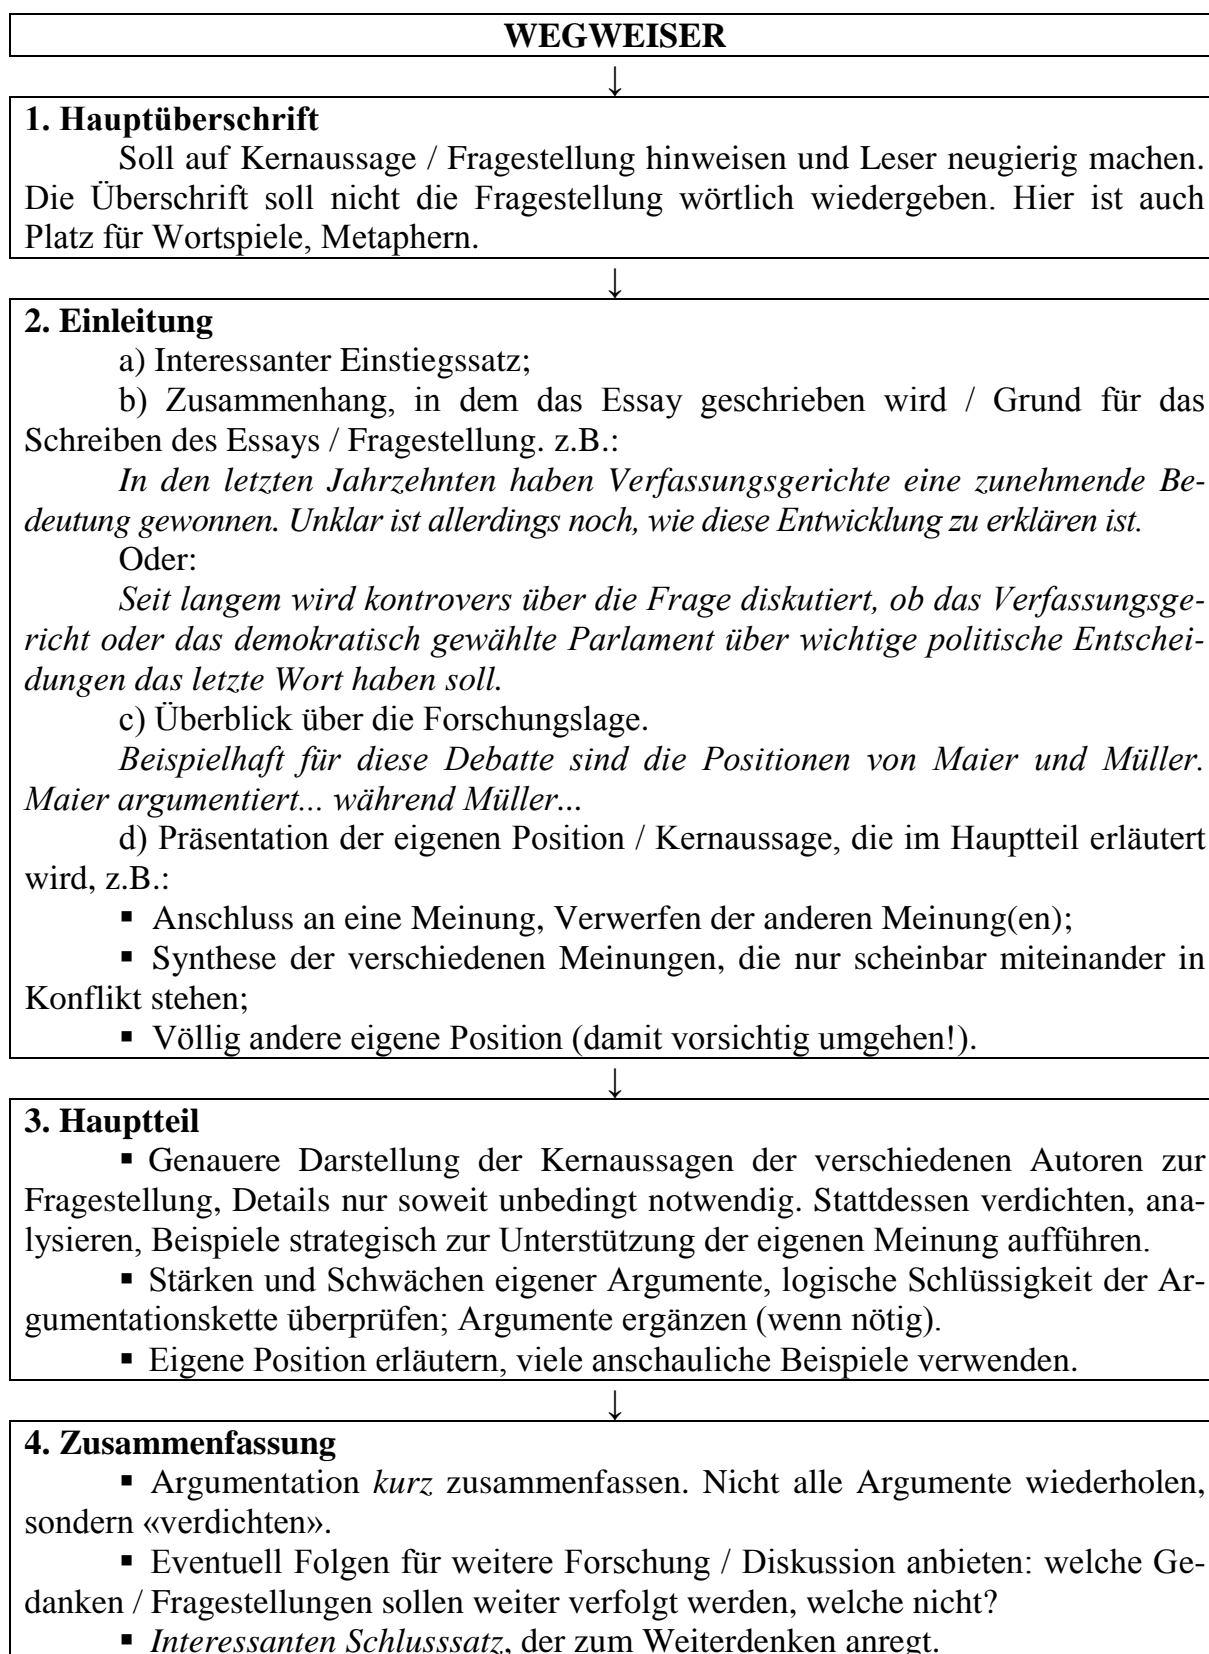 WEGWEISER
↓
1. Hauptüberschrift
Soll auf Kernaussage / Fragestellung hinweisen und Leser neugierig machen.
Die Überschrift soll nicht die Fragestellung wörtlich wiedergeben. Hier ist auch
Platz für Wortspiele, Metaphern.
↓
2. Einleitung
a) Interessanter Einstiegssatz;
b) Zusammenhang, in dem das Essay geschrieben wird / Grund für das
Schreiben des Essays / Fragestellung. z.B.:
In den letzten Jahrzehnten haben Verfassungsgerichte eine zunehmende Be-
deutung gewonnen. Unklar ist allerdings noch, wie diese Entwicklung zu erklären ist.
Oder:
Seit langem wird kontrovers über die Frage diskutiert, ob das Verfassungsge-
richt oder das demokratisch gewählte Parlament über wichtige politische Entschei-
dungen das letzte Wort haben soll.
c) Überblick über die Forschungslage.
Beispielhaft für diese Debatte sind die Positionen von Maier und Müller.
Maier argumentiert... während Müller...
d) Präsentation der eigenen Position / Kernaussage, die im Hauptteil erläutert
wird, z.B.:
▪ Anschluss an eine Meinung, Verwerfen der anderen Meinung(en);
▪ Synthese der verschiedenen Meinungen, die nur scheinbar miteinander in
Konflikt stehen;
▪ Völlig andere eigene Position (damit vorsichtig umgehen!).
↓
3. Hauptteil
▪ Genauere Darstellung der Kernaussagen der verschiedenen Autoren zur
Fragestellung, Details nur soweit unbedingt notwendig. Stattdessen verdichten, ana-
lysieren, Beispiele strategisch zur Unterstützung der eigenen Meinung aufführen.
▪ Stärken und Schwächen eigener Argumente, logische Schlüssigkeit der Ar-
gumentationskette überprüfen; Argumente ergänzen (wenn nötig).
▪ Eigene Position erläutern, viele anschauliche Beispiele verwenden.
↓
4. Zusammenfassung
▪ Argumentation kurz zusammenfassen. Nicht alle Argumente wiederholen,
sondern «verdichten».
▪ Eventuell Folgen für weitere Forschung / Diskussion anbieten: welche Ge-
danken / Fragestellungen sollen weiter verfolgt werden, welche nicht?
▪ Interessanten Schlusssatz, der zum Weiterdenken anregt.